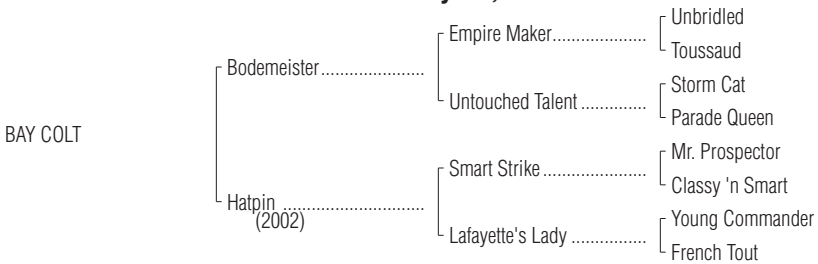 Unbridled
Empire Maker....................
Toussaud
Bodemeister......................
Storm Cat
Untouched Talent ..............
Parade Queen
BAY COLT
Mr. Prospector
Smart Strike......................
Classy 'n Smart
Hatpin ..............................
(2002)
Young Commander
Lafayette's Lady ................
French Tout